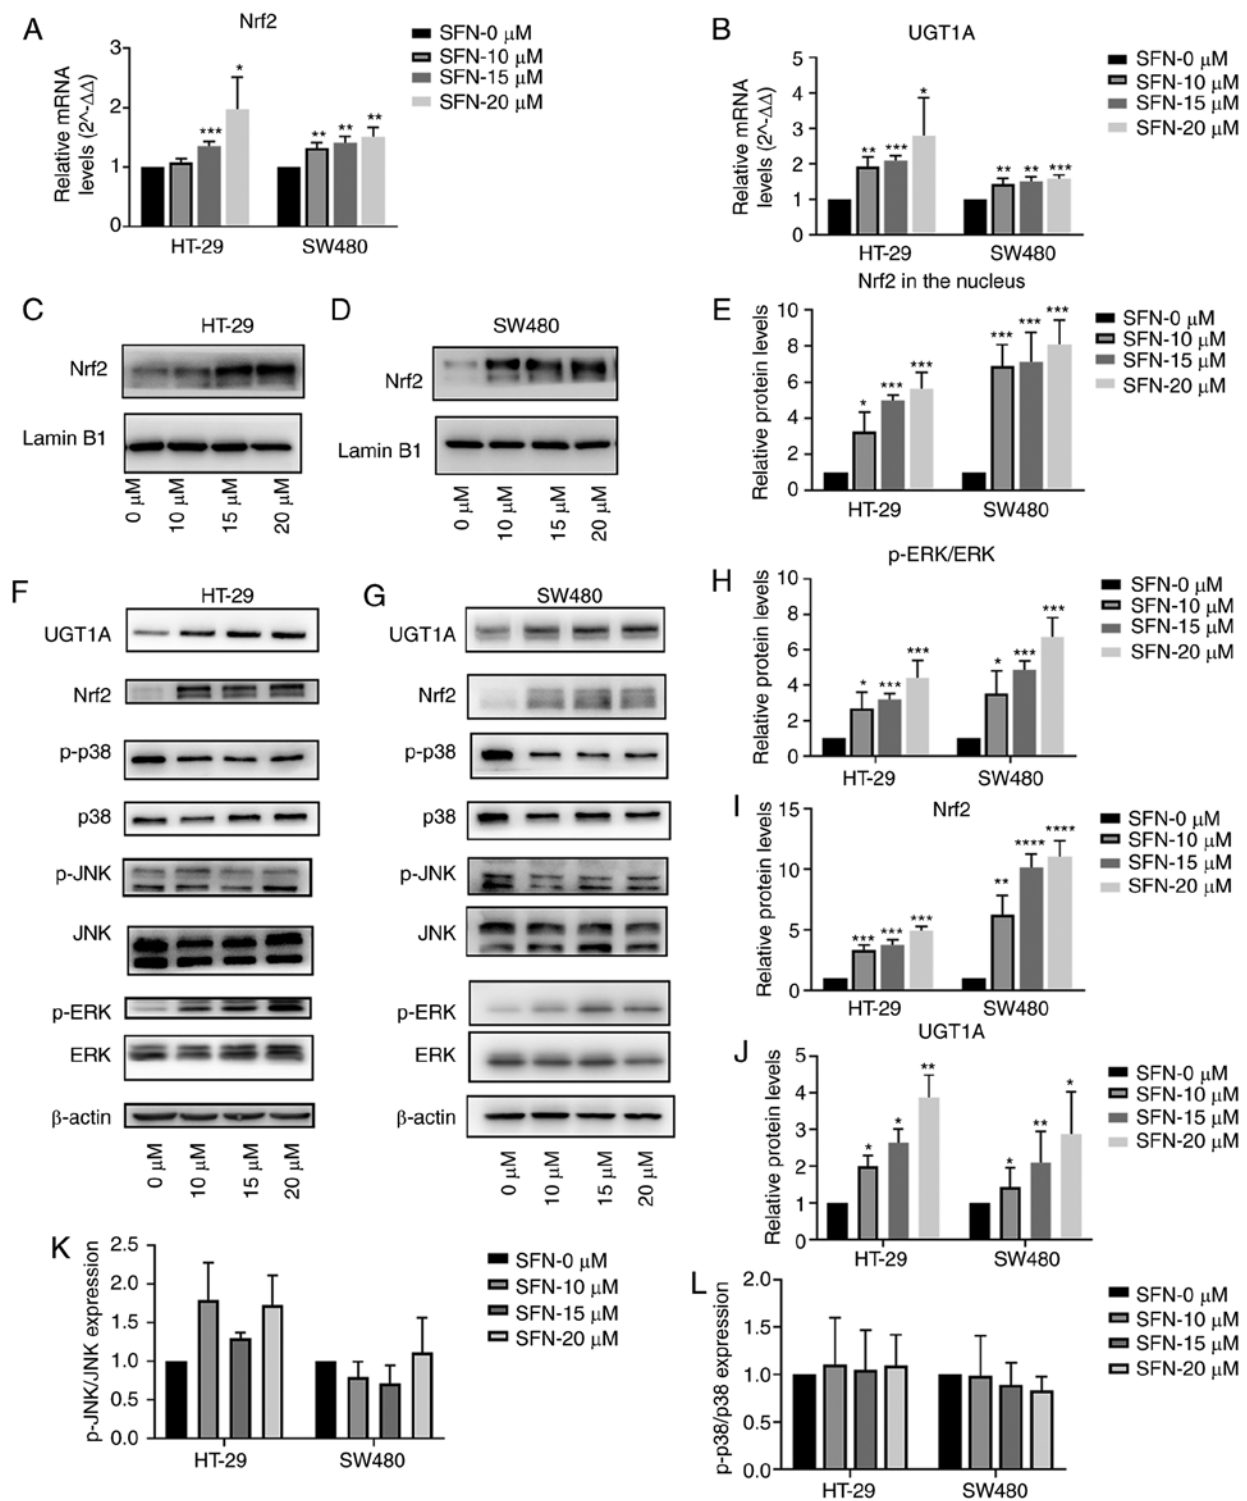 A
Nrf2
Relative mRNA
levels (2^-ΔΔ)
3
2
1
0
***
*
**
**
**
HT-29
SW480
SFN-0 μM
SFN-10 μM
SFN-15 μM
SFN-20 μM
B
UGT1A
Relative mRNA
levels (2^-ΔΔ)
5
4
3
2
1
0
**
***
*
**
**
***
HT-29
SW480
SFN-0 μM
SFN-10 μM
SFN-15 μM
SFN-20 μM
C
HT-29
Nrf2
Lamin B1
0 μM
10 μM
15 μM
20 μM
D
SW480
Nrf2
Lamin B1
0 μM
10 μM
15 μM
20 μM
E
Nrf2 in the nucleus
Relative protein levels
10
8
6
4
2
0
*
***
***
***
***
***
HT-29
SW480
SFN-0 μM
SFN-10 μM
SFN-15 μM
SFN-20 μM
F
HT-29
UGT1A
Nrf2
p-p38
p38
p-JNK
JNK
p-ERK
ERK
β-actin
0 μM
10 μM
15 μM
20 μM
G
SW480
UGT1A
Nrf2
p-p38
p38
p-JNK
JNK
p-ERK
ERK
β-actin
0 μM
10 μM
15 μM
20 μM
H
p-ERK/ERK
Relative protein levels
10
8
6
4
2
0
*
***
***
*
***
***
HT-29
SW480
SFN-0 μM
SFN-10 μM
SFN-15 μM
SFN-20 μM
I
Nrf2
Relative protein levels
15
10
5
0
***
***
***
**
****
****
HT-29
SW480
SFN-0 μM
SFN-10 μM
SFN-15 μM
SFN-20 μM
J
UGT1A
Relative protein levels
5
4
3
2
1
0
*
*
**
*
**
*
HT-29
SW480
SFN-0 μM
SFN-10 μM
SFN-15 μM
SFN-20 μM
K
p-JNK/JNK expression
2.5
2.0
1.5
1.0
0.5
0.0
HT-29
SW480
SFN-0 μM
SFN-10 μM
SFN-15 μM
SFN-20 μM
L
p-p38/p38 expression
2.0
1.5
1.0
0.5
0.0
HT-29
SW480
SFN-0 μM
SFN-10 μM
SFN-15 μM
SFN-20 μM